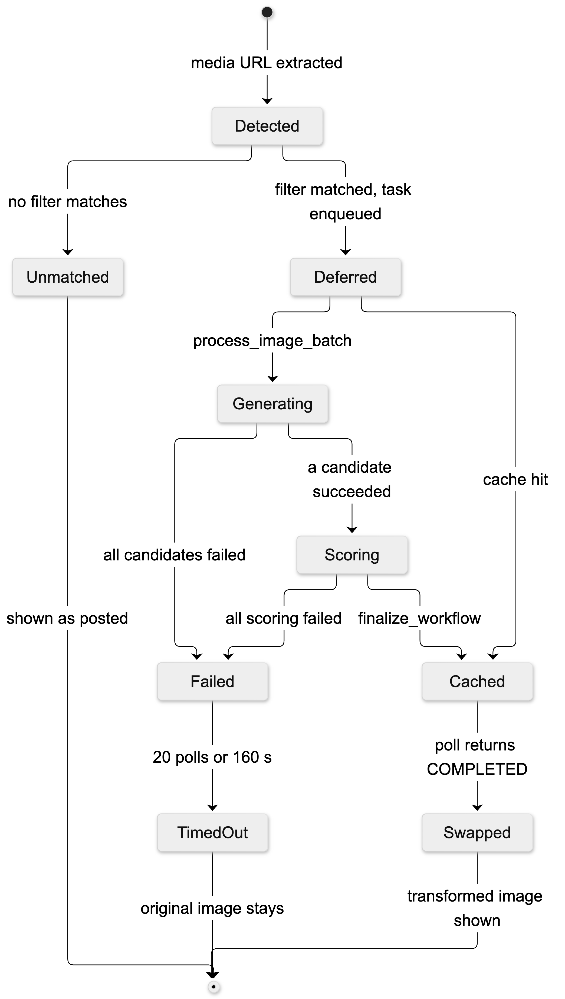 media URL extracted
Detected
no filter matches
filter matched, task
enqueued
Unmatched
Deferred
process_image_batch
Generating
a candidate
succeeded
cache hit
all candidates failed
Scoring
shown as posted
all scoring failed
finalize_workflow
Failed
Cached
20 polls or 160 s
poll returns
COMPLETED
TimedOut
Swapped
original image stays
transformed image
shown